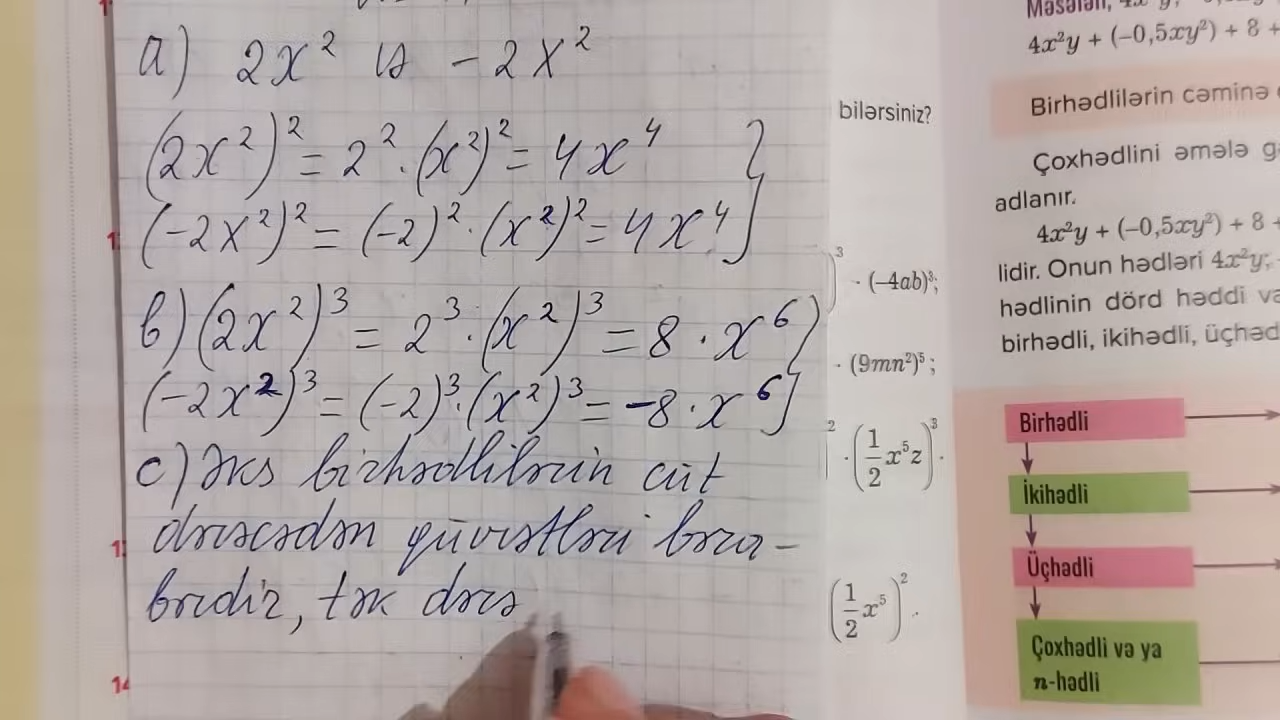 a) 2x² və -2x²
(2x²)² = 2² · (x²)² = 4x⁴
(-2x²)² = (-2)² · (x²)² = 4x⁴
b) (2x²)³ = 2³ · (x²)³ = 8 · x⁶
(-2x²)³ = (-2)³ · (x²)³ = -8 · x⁶
c) Əks birhədlilərin cüt
dərəcədən qüvvətləri bəra-
bərdir, tək dərə
bilərsiniz?
)³ · (-4ab)³;
· (9mn²)⁵;
² · (1/2 x⁵z)³ ·
(1/2 x⁵)² ·
Məsələn,
4x²y + (-0,5xy²) + 8 +
Birhədlilərin cəminə
Çoxhədlini əmələ g
adlanır.
4x²y + (-0,5xy²) + 8 +
lidir. Onun hədləri 4x²y;
hədlinin dörd həddi və
birhədli, ikihədli, üçhəd
Birhədli
İkihədli
Üçhədli
Çoxhədli və ya
n-hədli
14